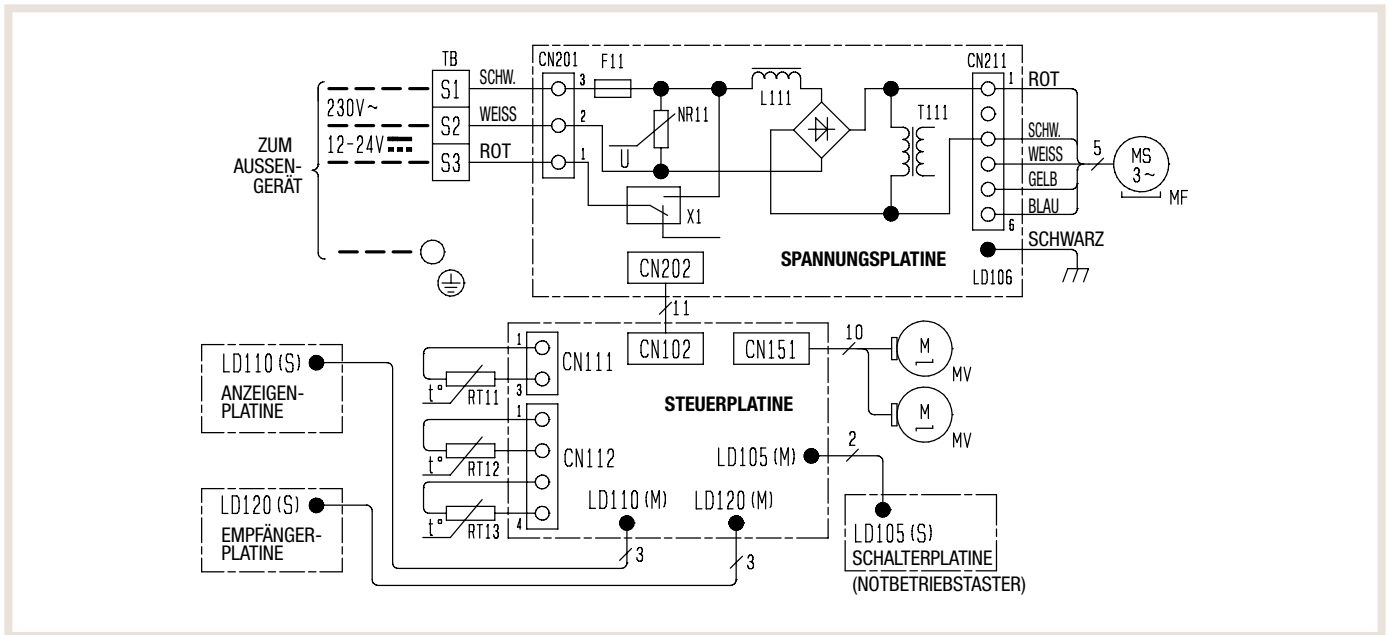 ZUM
AUSSEN-
GERÄT
230V~
12-24V
TB
S1
S2
S3
SCHW.
WEISS
ROT
CN201
3
2
1
F11
NR11
U
X1
L111
T111
CN211
1
6
ROT
SCHW.
WEISS
GELB
BLAU
5
MS
3~
MF
SCHWARZ
LD106
SPANNUNGSPLATINE
CN202
11
CN102
CN151
10
M
MV
M
MV
STEUERPLATINE
CN111
1
3
t°
RT11
CN112
1
4
t°
RT12
t°
RT13
LD110 (S)
ANZEIGEN-
PLATINE
LD120 (S)
EMPFÄNGER-
PLATINE
LD110 (M)
3
LD120 (M)
3
LD105 (M)
2
LD105 (S)
SCHALTERPLATINE
(NOTBETRIEBSTASTER)